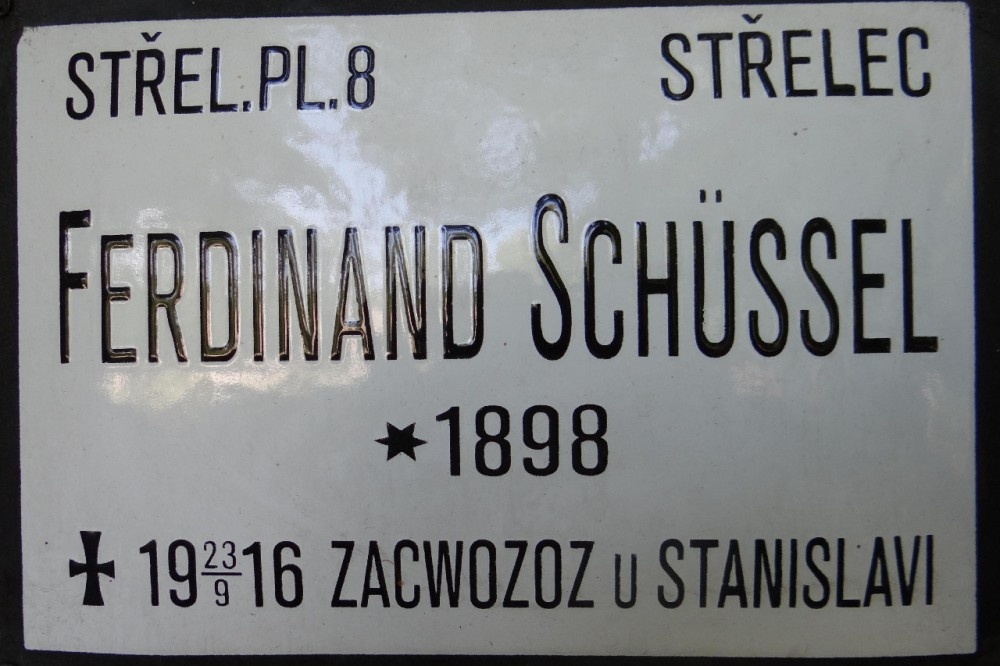 STŘEL.PL.8 STŘELEC
FERDINAND SCHÜSSEL
✶1898
✠ 19 23/9 16 ZACWOZOZ U STANISLAVI